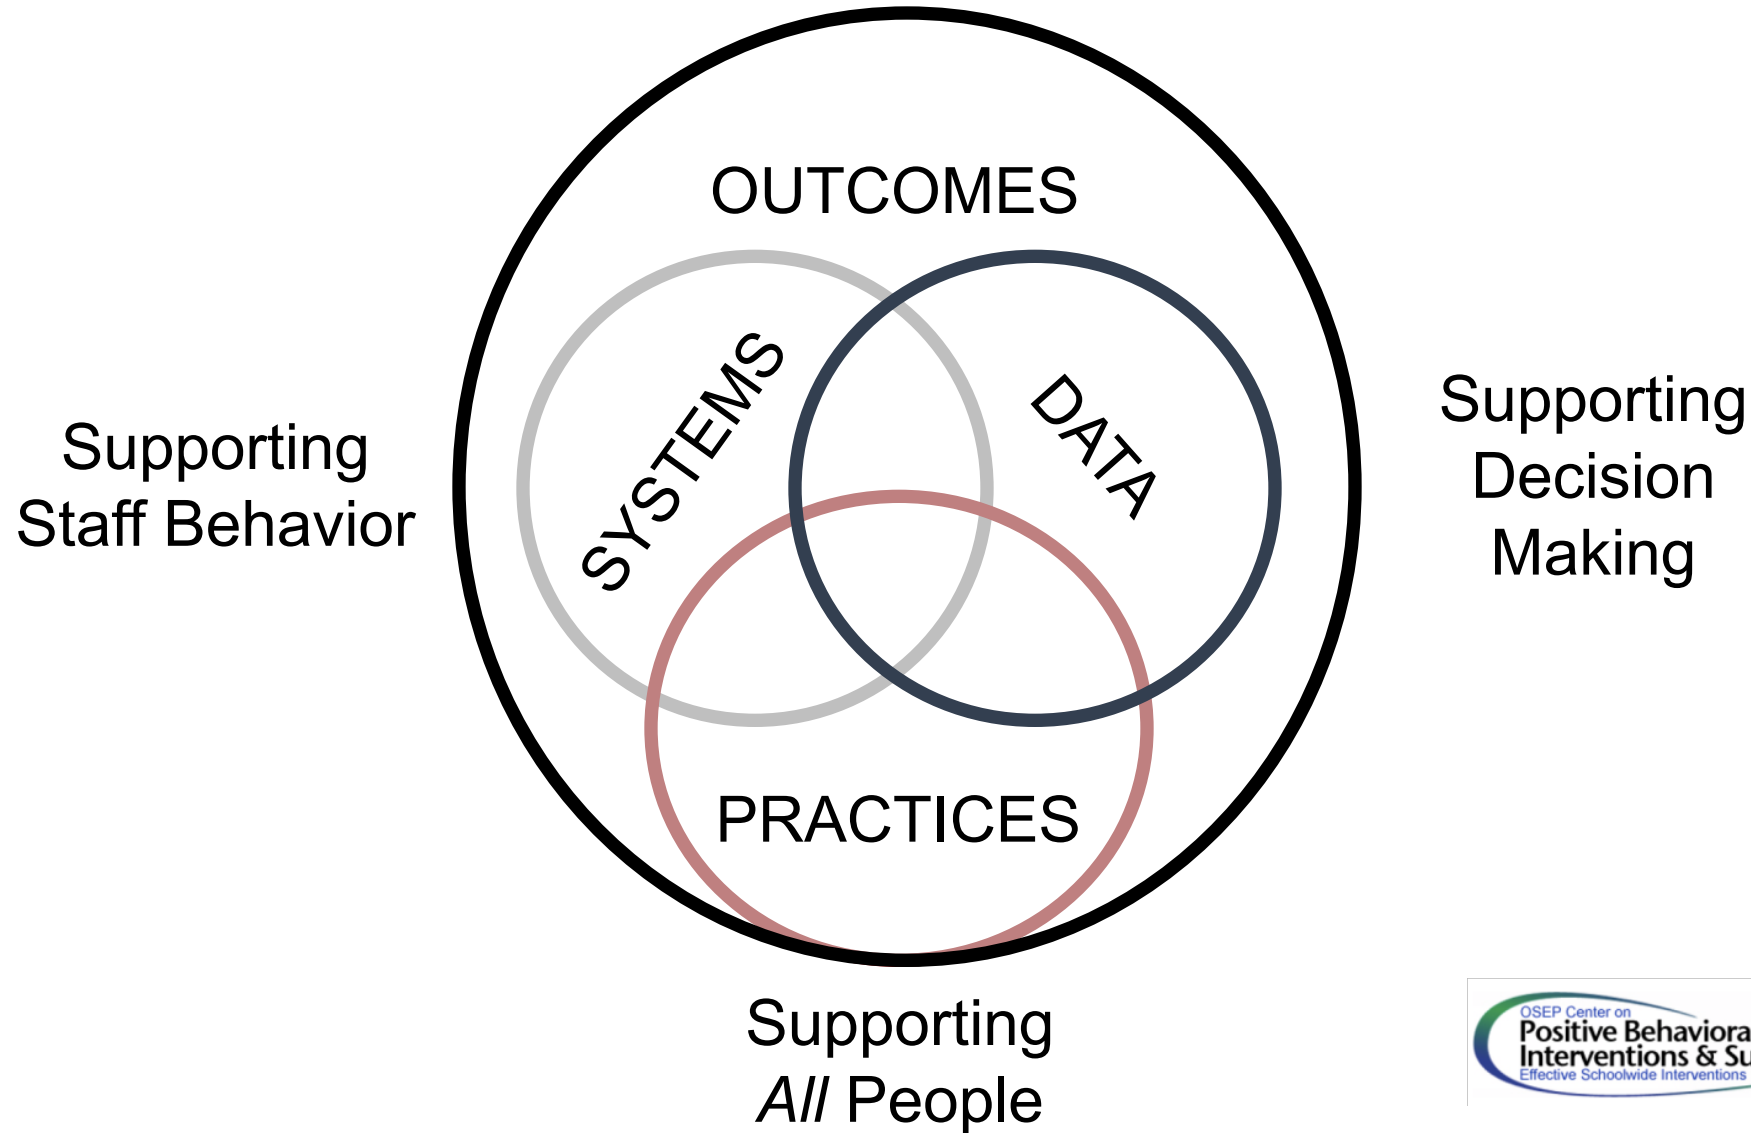 OUTCOMES
SYSTEMS
DATA
PRACTICES
Supporting
Staff Behavior
Supporting
Decision
Making
Supporting
All People
OSEP Center on
Positive Behaviora
Interventions & Su
Effective Schoolwide Interventions